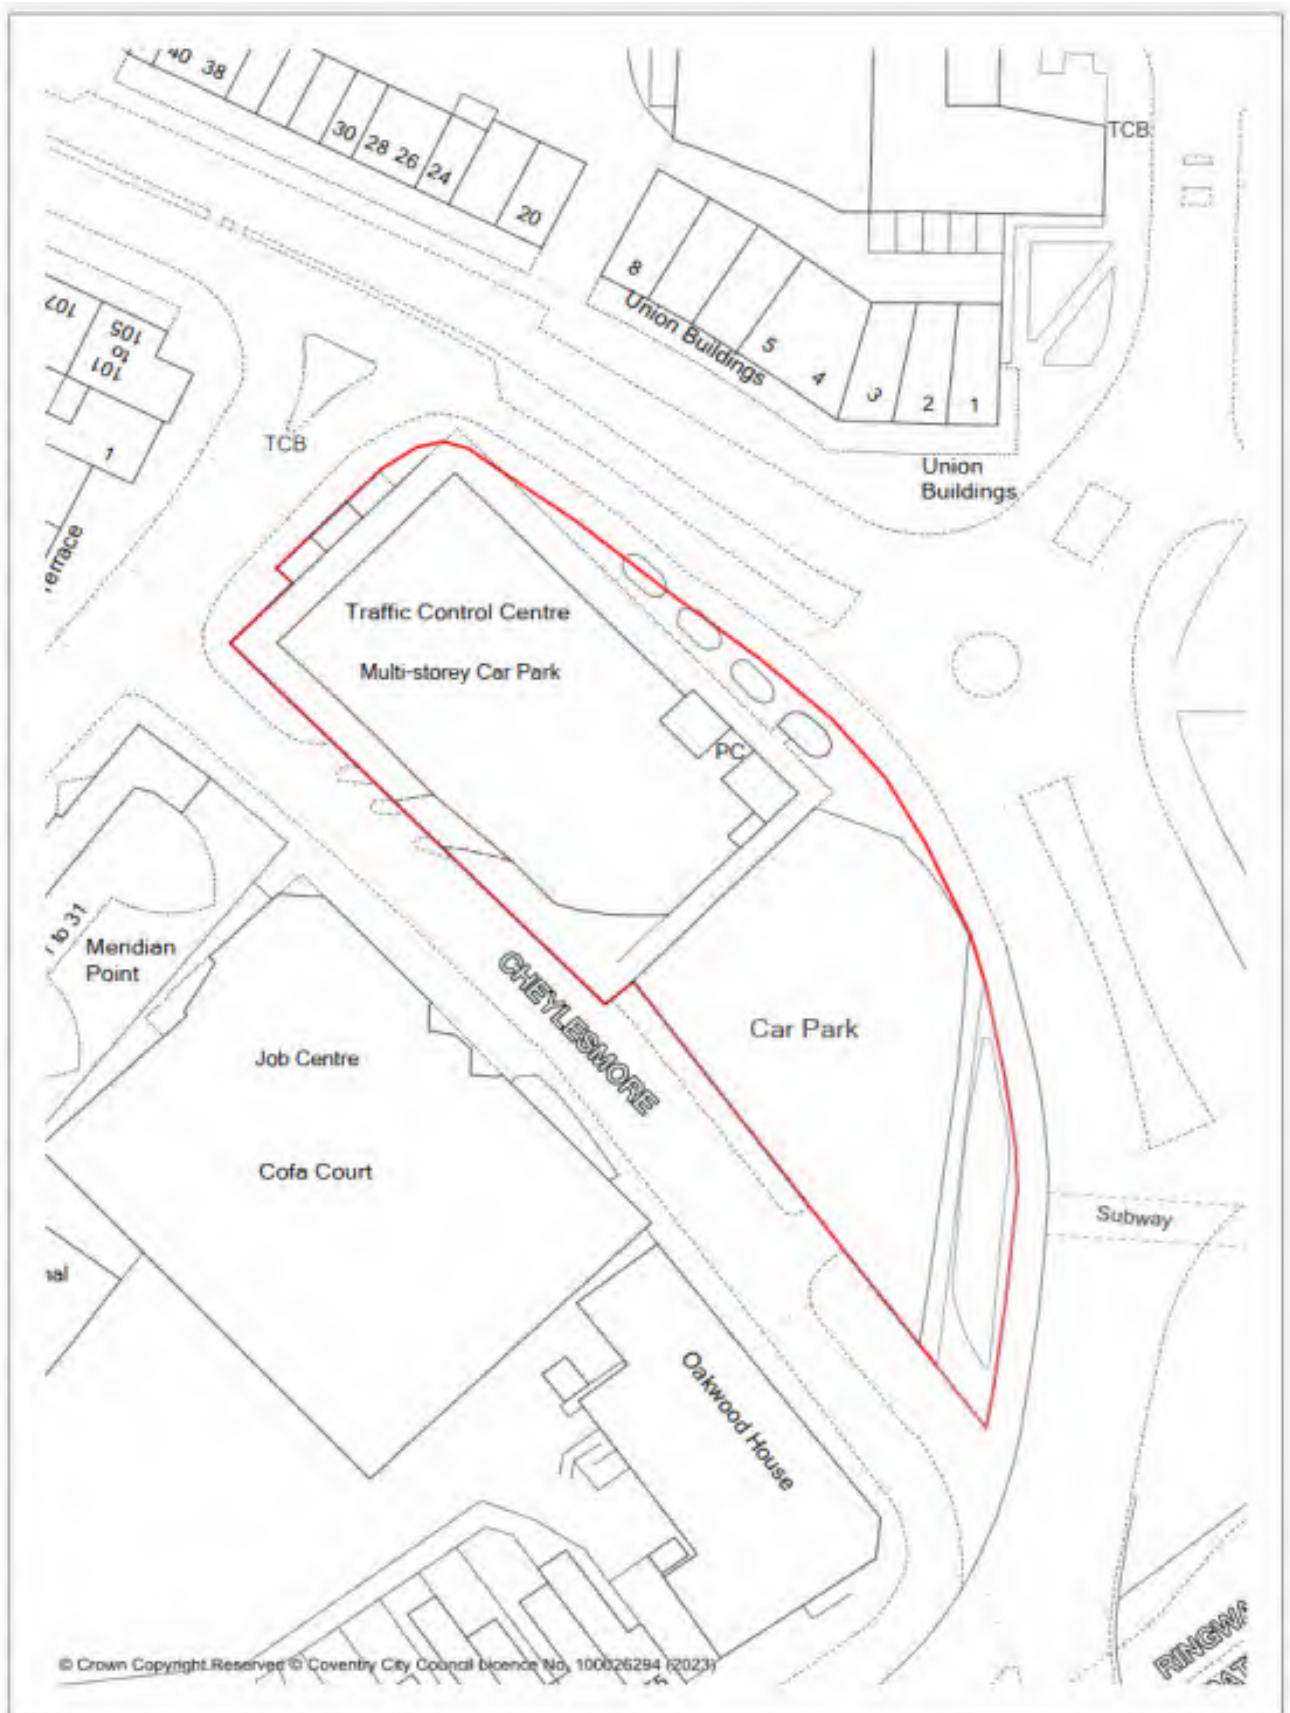 40 38
30 28 26 24
20
TCB
8
Union Buildings
5
4
3
2
1
107
105
to
101
1
TCB
Union
Buildings
Traffic Control Centre
Multi-storey Car Park
PC
to 31
Meridian
Point
CHEYLESMORE
Car Park
Job Centre
Cofa Court
Subway
Oakwood House
© Crown Copyright Reserved © Coventry City Council Licence No. 100026294 (2023)